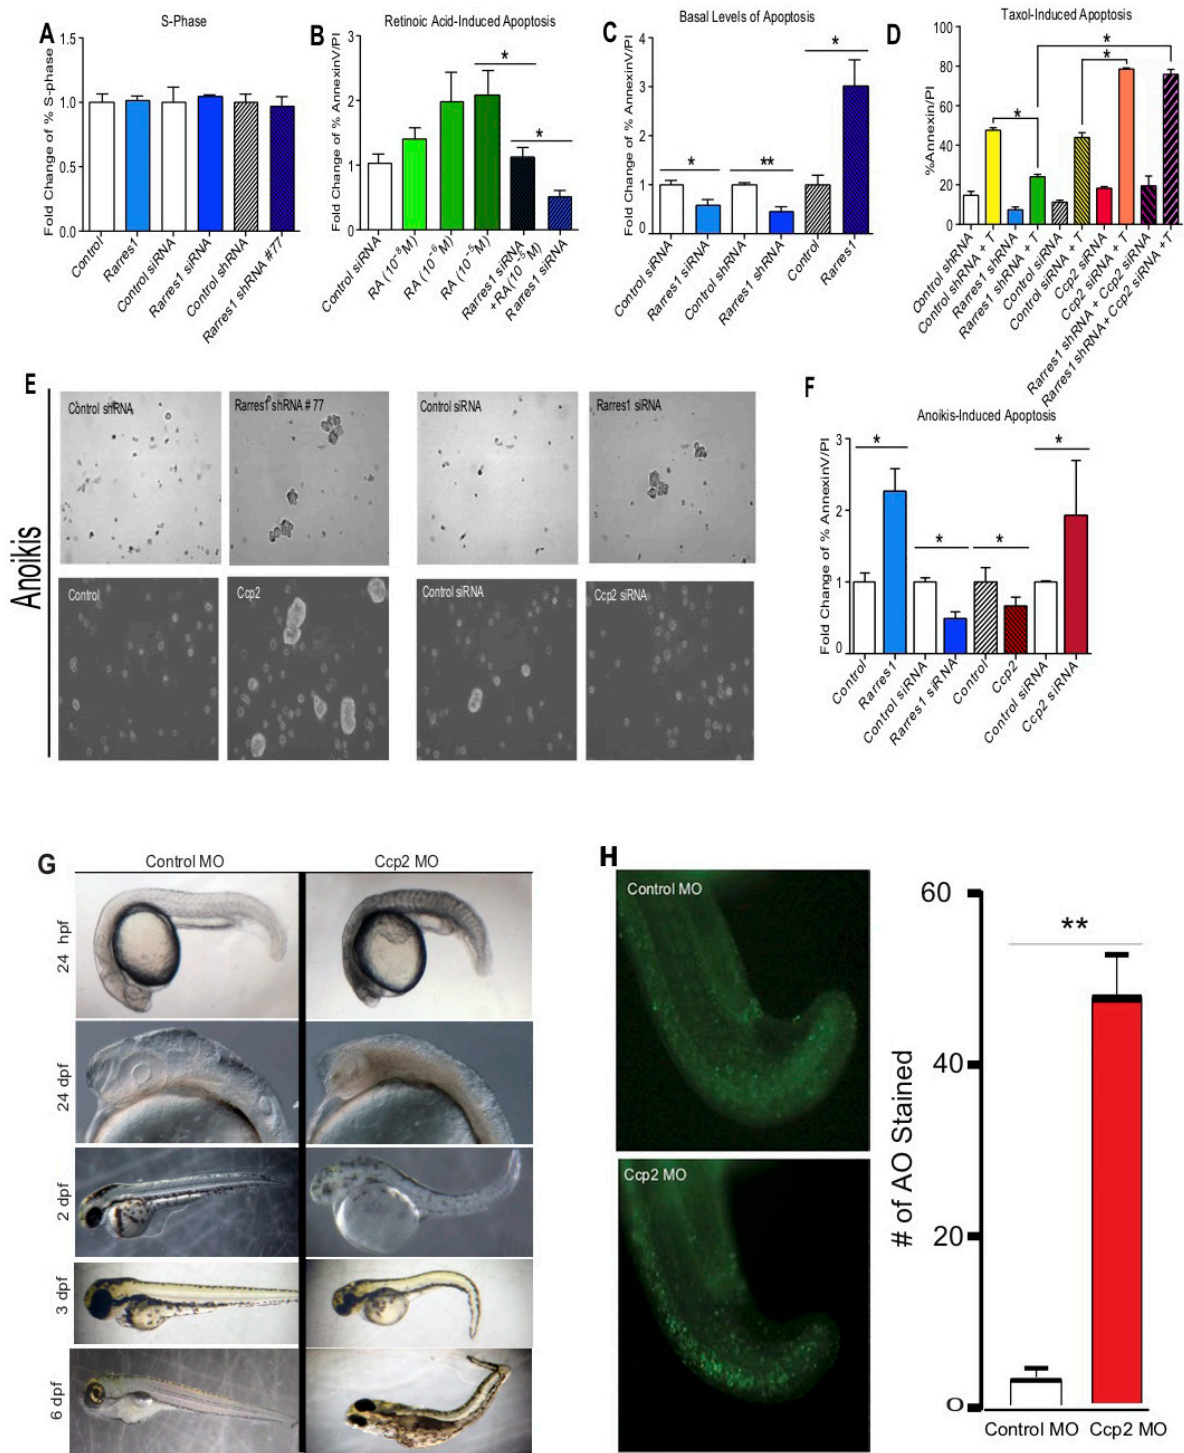 A
S-Phase
Fold Change of % S-phase
1.5
1.0
0.5
0.0
Control
Rarres1
Control siRNA
Rarres1 siRNA
Control shRNA
Rarres1 shRNA #77
B
Retinoic Acid-Induced Apoptosis
Fold Change of % AnnexinV/PI
3
2
1
0
*
*
Control siRNA
RA (10⁻⁸M)
RA (10⁻⁶ M)
RA (10⁻⁵ M)
Rarres1 siRNA
+RA (10⁻⁵M)
Rarres1 siRNA
C
Basal Levels of Apoptosis
Fold Change of % AnnexinV/PI
4
3
2
1
0
*
**
*
Control siRNA
Rarres1 siRNA
Control shRNA
Rarres1 shRNA
Control
Rarres1
D
Taxol-Induced Apoptosis
%Annexin/PI
100
80
60
40
20
0
*
*
*
Control shRNA
Control shRNA + T
Rarres1 shRNA
Rarres1 shRNA + T
Control siRNA
Control siRNA + T
Ccp2 siRNA
Ccp2 siRNA + T
Rarres1 shRNA + Ccp2 siRNA
Rarres1 shRNA+ Ccp2 siRNA + T
E
Anoikis
Control shRNA
Rarres1 shRNA # 77
Control siRNA
Rarres1 siRNA
Control
Ccp2
Control siRNA
Ccp2 siRNA
F
Anoikis-Induced Apoptosis
Fold Change of % AnnexinV/PI
3
2
1
0
*
*
*
*
Control
Rarres1
Control siRNA
Rarres1 siRNA
Control
Ccp2
Control siRNA
Ccp2 siRNA
G
Control MO
Ccp2 MO
24 hpf
24 dpf
2 dpf
3 dpf
6 dpf
H
Control MO
Ccp2 MO
# of AO Stained
60
40
20
0
**
Control MO
Ccp2 MO